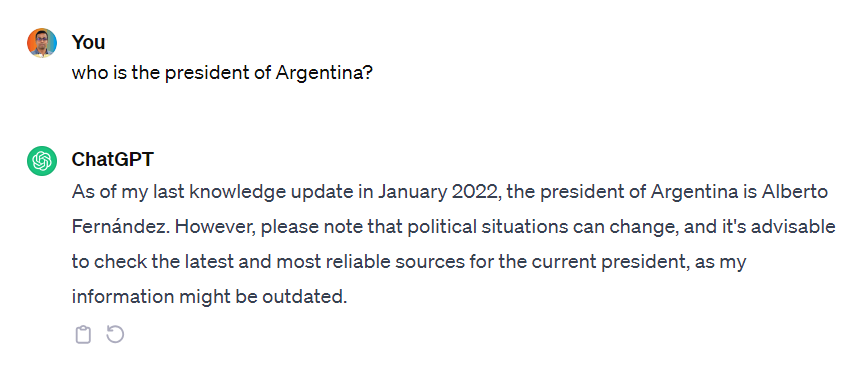 You
who is the president of Argentina?
ChatGPT
As of my last knowledge update in January 2022, the president of Argentina is Alberto
Fernández. However, please note that political situations can change, and it's advisable
to check the latest and most reliable sources for the current president, as my
information might be outdated.